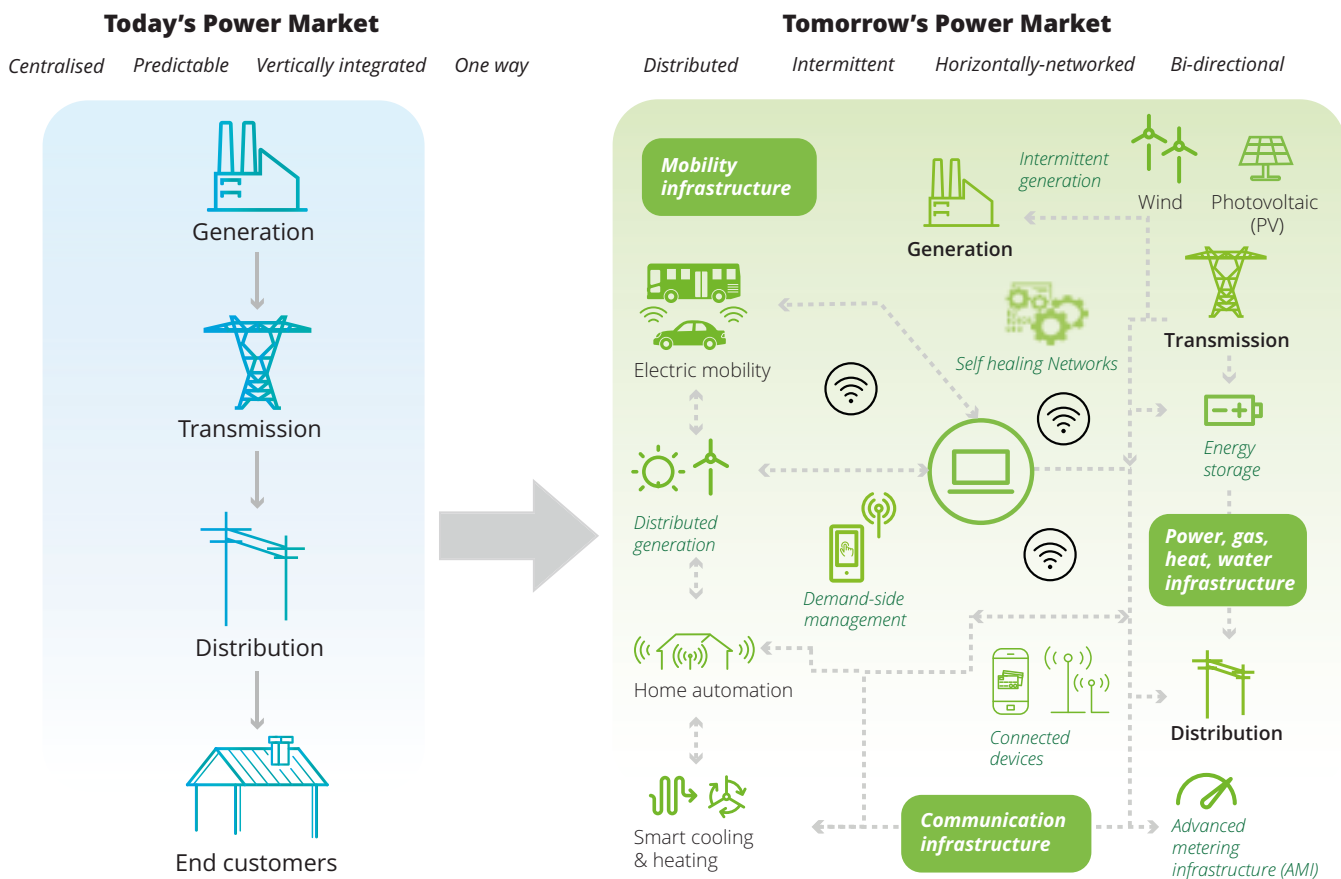 Today's Power Market
Centralised Predictable Vertically integrated One way
Generation
Transmission
Distribution
End customers
Tomorrow's Power Market
Distributed Intermittent Horizontally-networked Bi-directional
Mobility
infrastructure
Generation
Intermittent
generation
Wind
Photovoltaic
(PV)
Electric mobility
Self healing Networks
Transmission
Energy
storage
Distributed
generation
Demand-side
management
Power, gas,
heat, water
infrastructure
Home automation
Connected
devices
Distribution
Smart cooling
& heating
Communication
infrastructure
Advanced
metering
infrastructure (AMI)